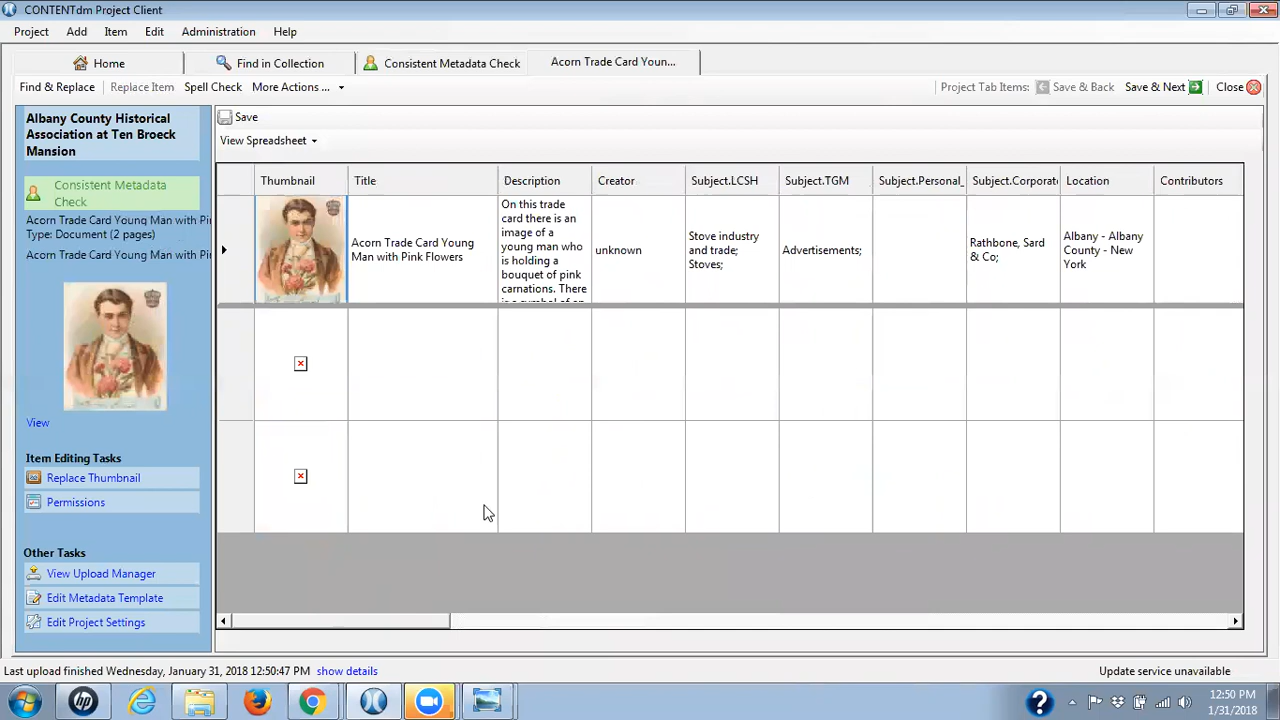 CONTENTdm Project Client
Project Add Item Edit Administration Help
Home Find in Collection Consistent Metadata Check Acorn Trade Card Youn...
Find & Replace Replace Item Spell Check More Actions ... Project Tab Items: Save & Back Save & Next Close
Albany County Historical
Association at Ten Broeck
Mansion
Consistent Metadata
Check
Acorn Trade Card Young Man with Pi
Type: Document (2 pages)
Acorn Trade Card Young Man with Pi
View
Item Editing Tasks
Replace Thumbnail
Permissions
Other Tasks
View Upload Manager
Edit Metadata Template
Edit Project Settings
Save
View Spreadsheet
Thumbnail Title Description Creator Subject.LCSH Subject.TGM Subject.Personal_ Subject.Corporate Location Contributors
Acorn Trade Card Young
Man with Pink Flowers
On this trade
card there is an
image of a
young man who
is holding a
bouquet of pink
carnations. There
is a symbol of an
unknown
Stove industry
and trade;
Stoves;
Advertisements;
Rathbone, Sard
& Co;
Albany - Albany
County - New
York
Last upload finished Wednesday, January 31, 2018 12:50:47 PM show details Update service unavailable
12:50 PM
1/31/2018